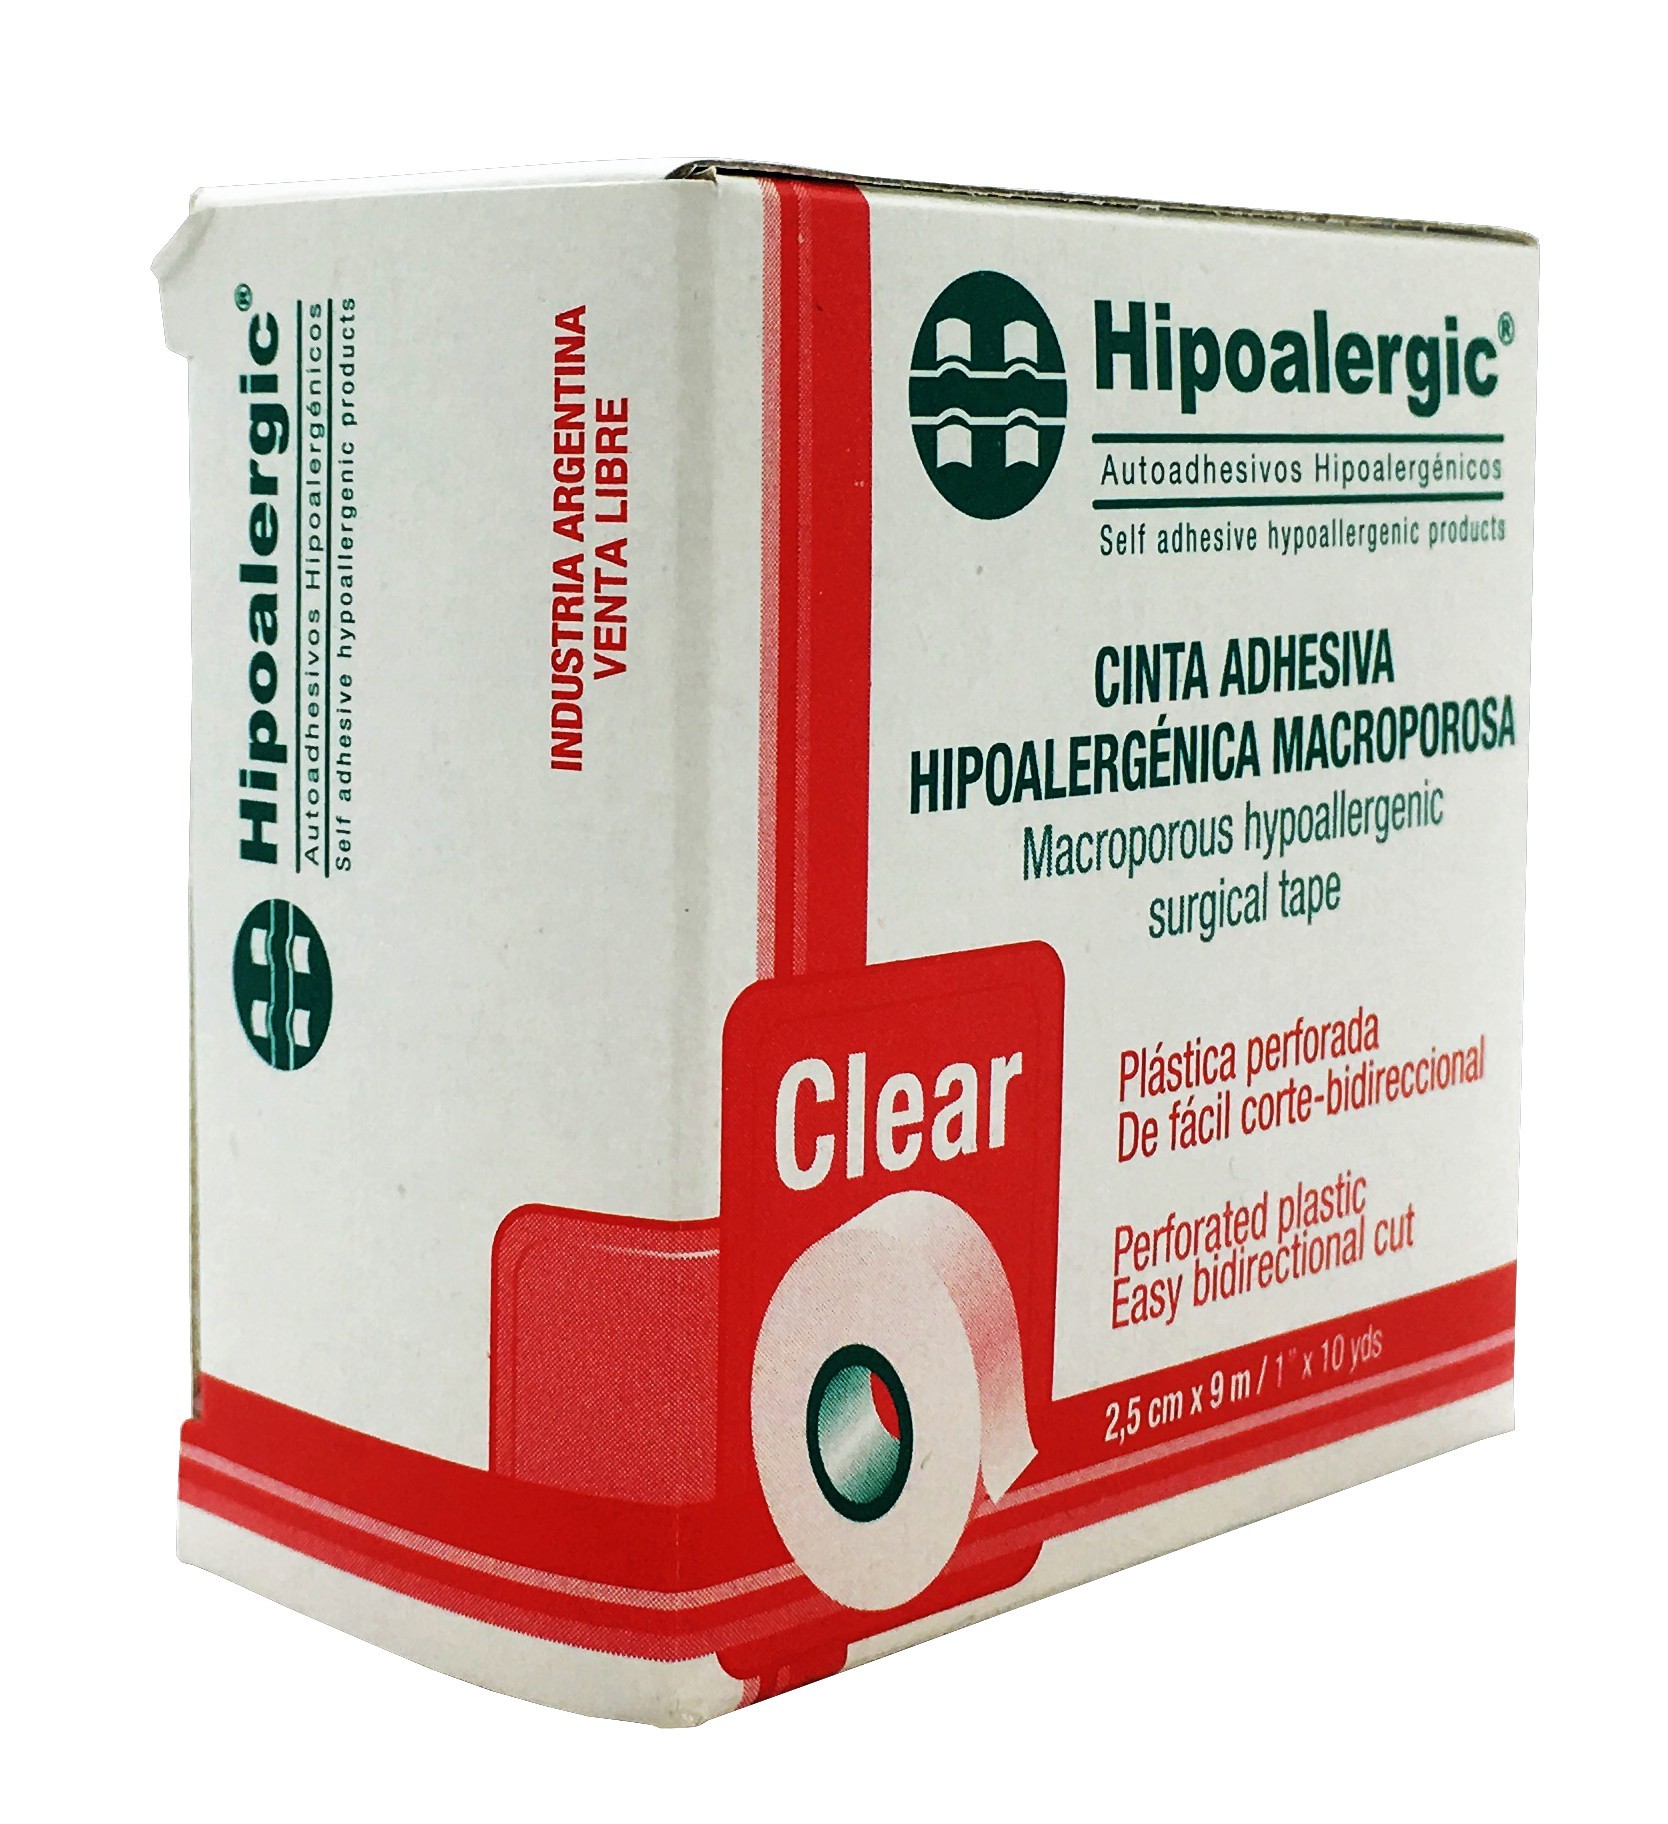 Hipoalergic®
Autoadhesivos Hipoalergénicos
Self adhesive hypoallergenic products
INDUSTRIA ARGENTINA
VENTA LIBRE
Hipoalergic®
Autoadhesivos Hipoalergénicos
Self adhesive hypoallergenic products
CINTA ADHESIVA
HIPOALERGÉNICA MACROPOROSA
Macroporous hypoallergenic
surgical tape
Clear
Plástica perforada
De fácil corte-bidireccional
Perforated plastic
Easy bidirectional cut
2,5 cm x 9 m / 1" x 10 yds